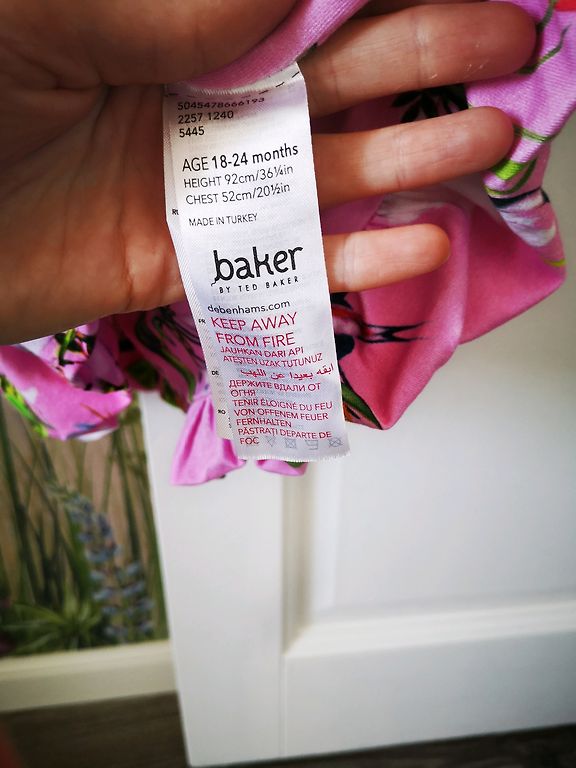 5045478666193
2257 1240
5445
AGE 18-24 months
HEIGHT 92cm/36¼in
CHEST 52cm/20½in
MADE IN TURKEY
baker
BY TED BAKER
debenhams.com
KEEP AWAY
FROM FIRE
JAUHKAN DARI API
ATEŞTEN UZAK TUTUNUZ
ابقه بعيدا عن اللهب
ДЕРЖИТЕ ВДАЛИ ОТ
ОГНЯ
TENIR ÉLOIGNÉ DU FEU
VON OFFENEM FEUER
FERNHALTEN
PĂSTRAȚI DEPARTE DE
FOC